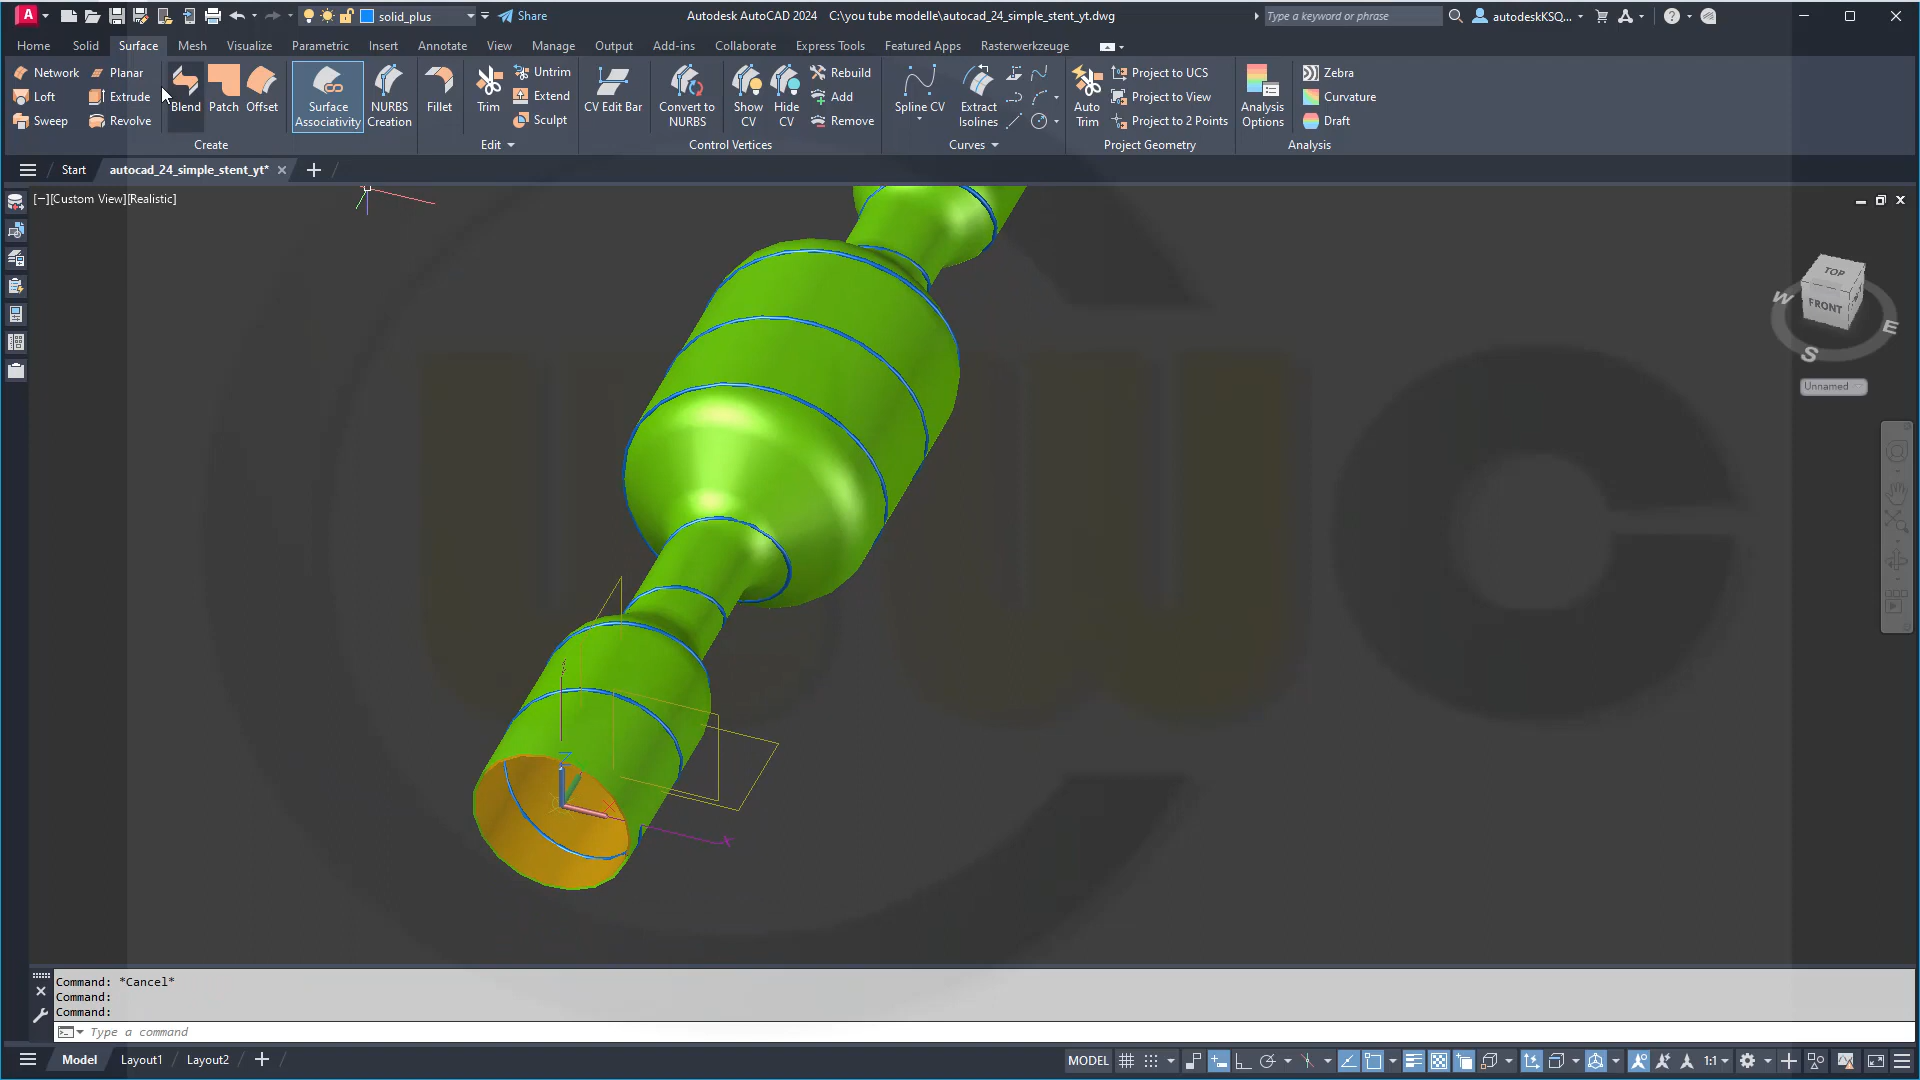 solid_plus
Share
Autodesk AutoCAD 2024 C:\you tube modelle\autocad_24_simple_stent_yt.dwg
Type a keyword or phrase
autodeskKSQ...
Home Solid Surface Mesh Visualize Parametric Insert Annotate View Manage Output Add-ins Collaborate Express Tools Featured Apps Rasterwerkzeuge
Network
Loft
Sweep
Planar
Extrude
Revolve
Blend
Patch
Offset
Create
Surface
Associativity
NURBS
Creation
Fillet
Trim
Untrim
Extend
Sculpt
Edit
CV Edit Bar
Convert to
NURBS
Show
CV
Hide
CV
Rebuild
Add
Remove
Control Vertices
Spline CV
Extract
Isolines
Curves
Auto
Trim
Project to UCS
Project to View
Project to 2 Points
Project Geometry
Analysis
Options
Zebra
Curvature
Draft
Analysis
Start
autocad_24_simple_stent_yt*
[−][Custom View][Realistic]
TOP
FRONT
W
E
S
Unnamed
X
Command: *Cancel*
Command:
Command:
Type a command
Model Layout1 Layout2
MODEL
1:1